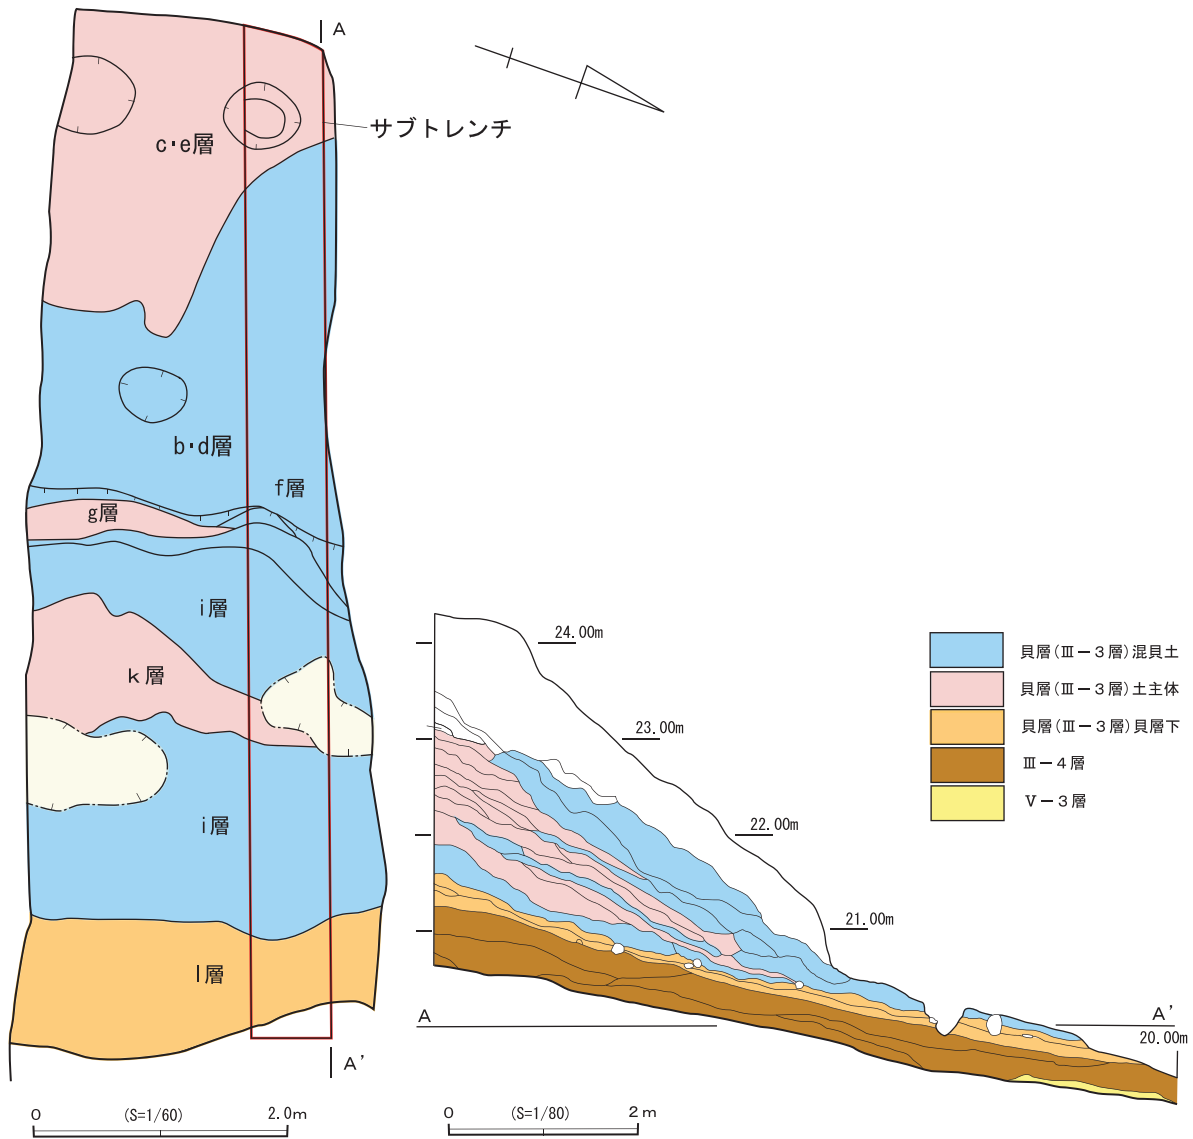 A
サブトレンチ
c・e層
b・d層
f層
g層
i層
k層
i層
l層
A'
0 (S=1/60) 2.0m
24.00m
23.00m
22.00m
21.00m
A
A'
20.00m
0 (S=1/80) 2m
貝層(Ⅲ－3層)混貝土
貝層(Ⅲ－3層)土主体
貝層(Ⅲ－3層)貝層下
Ⅲ－4層
Ⅴ－3層